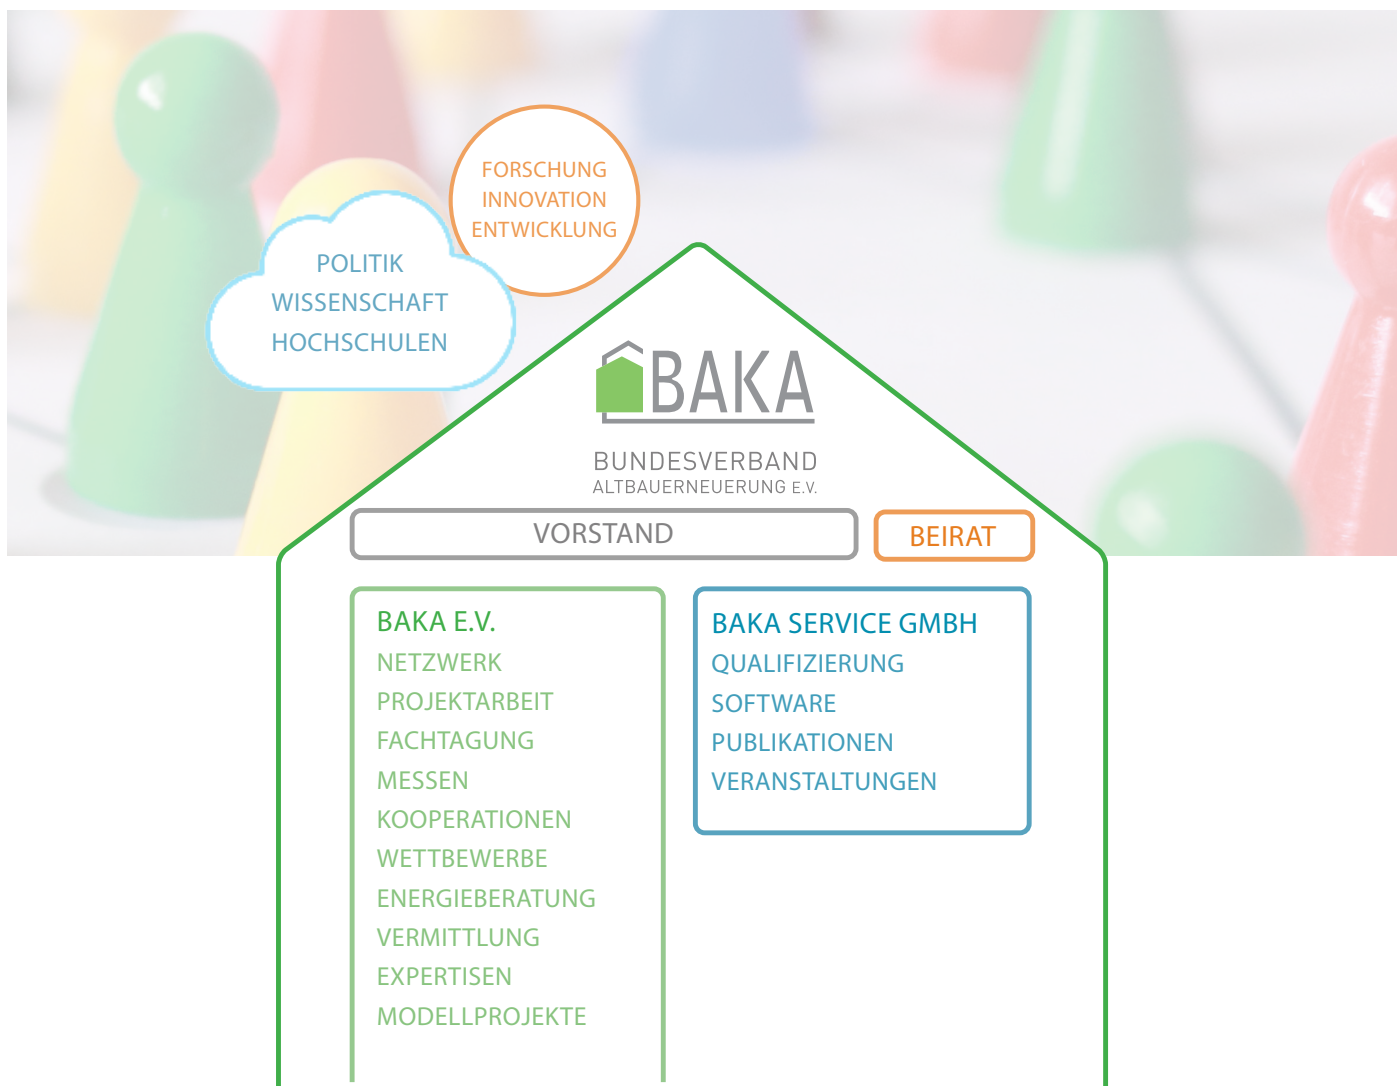 FORSCHUNG
INNOVATION
ENTWICKLUNG
POLITIK
WISSENSCHAFT
HOCHSCHULEN
BAKA
BUNDESVERBAND
ALTBAUERNEUERUNG E.V.
VORSTAND
BEIRAT
BAKA E.V.
NETZWERK
PROJEKTARBEIT
FACHTAGUNG
MESSEN
KOOPERATIONEN
WETTBEWERBE
ENERGIEBERATUNG
VERMITTLUNG
EXPERTISEN
MODELLPROJEKTE
BAKA SERVICE GMBH
QUALIFIZIERUNG
SOFTWARE
PUBLIKATIONEN
VERANSTALTUNGEN